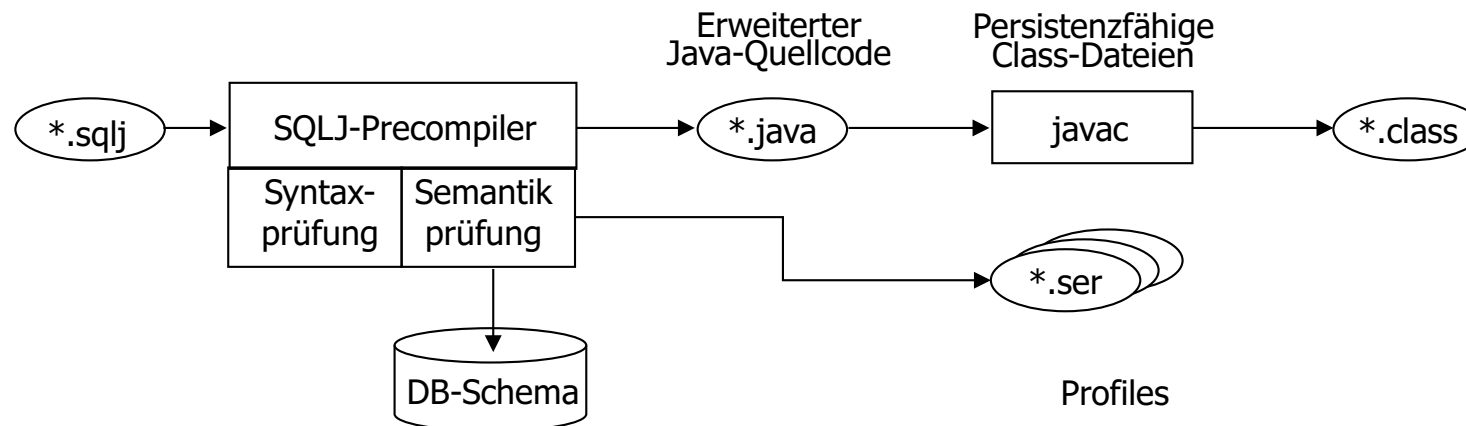 Erweiterter
Java-Quellcode
Persistenzfähige
Class-Dateien
*.sqlj
SQLJ-Precompiler
*.java
javac
*.class
Syntax-
prüfung
Semantik
prüfung
*.ser
DB-Schema
Profiles